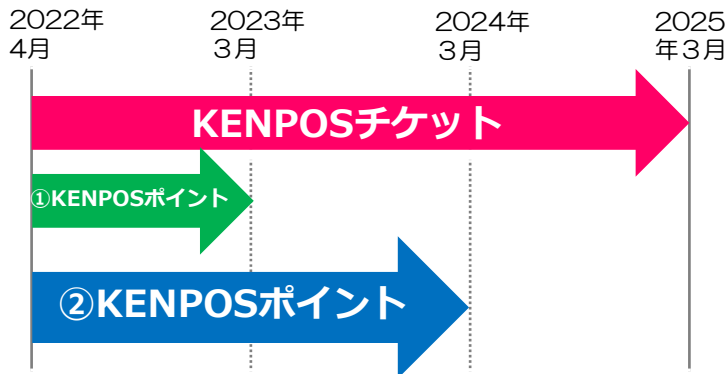 2022年
4月
2023年
3月
2024年
3月
2025
年3月
KENPOSチケット
①KENPOSポイント
②KENPOSポイント